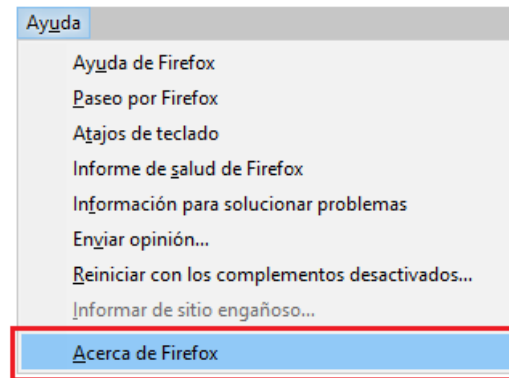 Ayuda
Ayuda de Firefox
Paseo por Firefox
Atajos de teclado
Informe de salud de Firefox
Información para solucionar problemas
Enviar opinión...
Reiniciar con los complementos desactivados...
Informar de sitio engañoso...
Acerca de Firefox